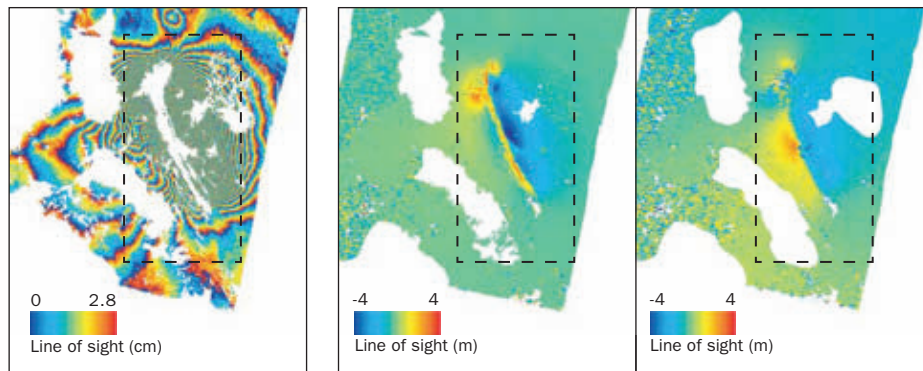 0 2.8
Line of sight (cm)
-4 4
Line of sight (m)
-4 4
Line of sight (m)